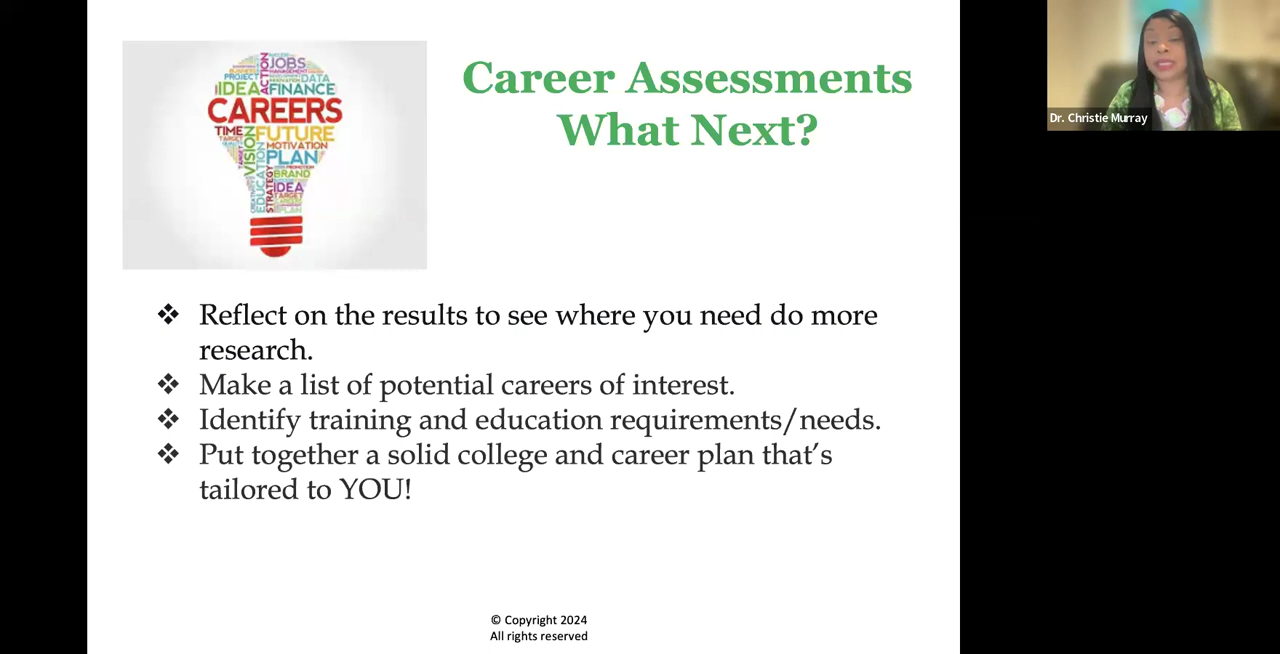 Career Assessments
What Next?
JOBS
ACTION
PROJECT
DATA
IDEA
FINANCE
CAREERS
TIME
FUTURE
VISION
MOTIVATION
PLAN
EDUCATION
STRATEGY
BRAND
IDEA
TARGET
PLAN
Dr. Christie Murray
❖ Reflect on the results to see where you need do more
research.
❖ Make a list of potential careers of interest.
❖ Identify training and education requirements/needs.
❖ Put together a solid college and career plan that’s
tailored to YOU!
© Copyright 2024
All rights reserved